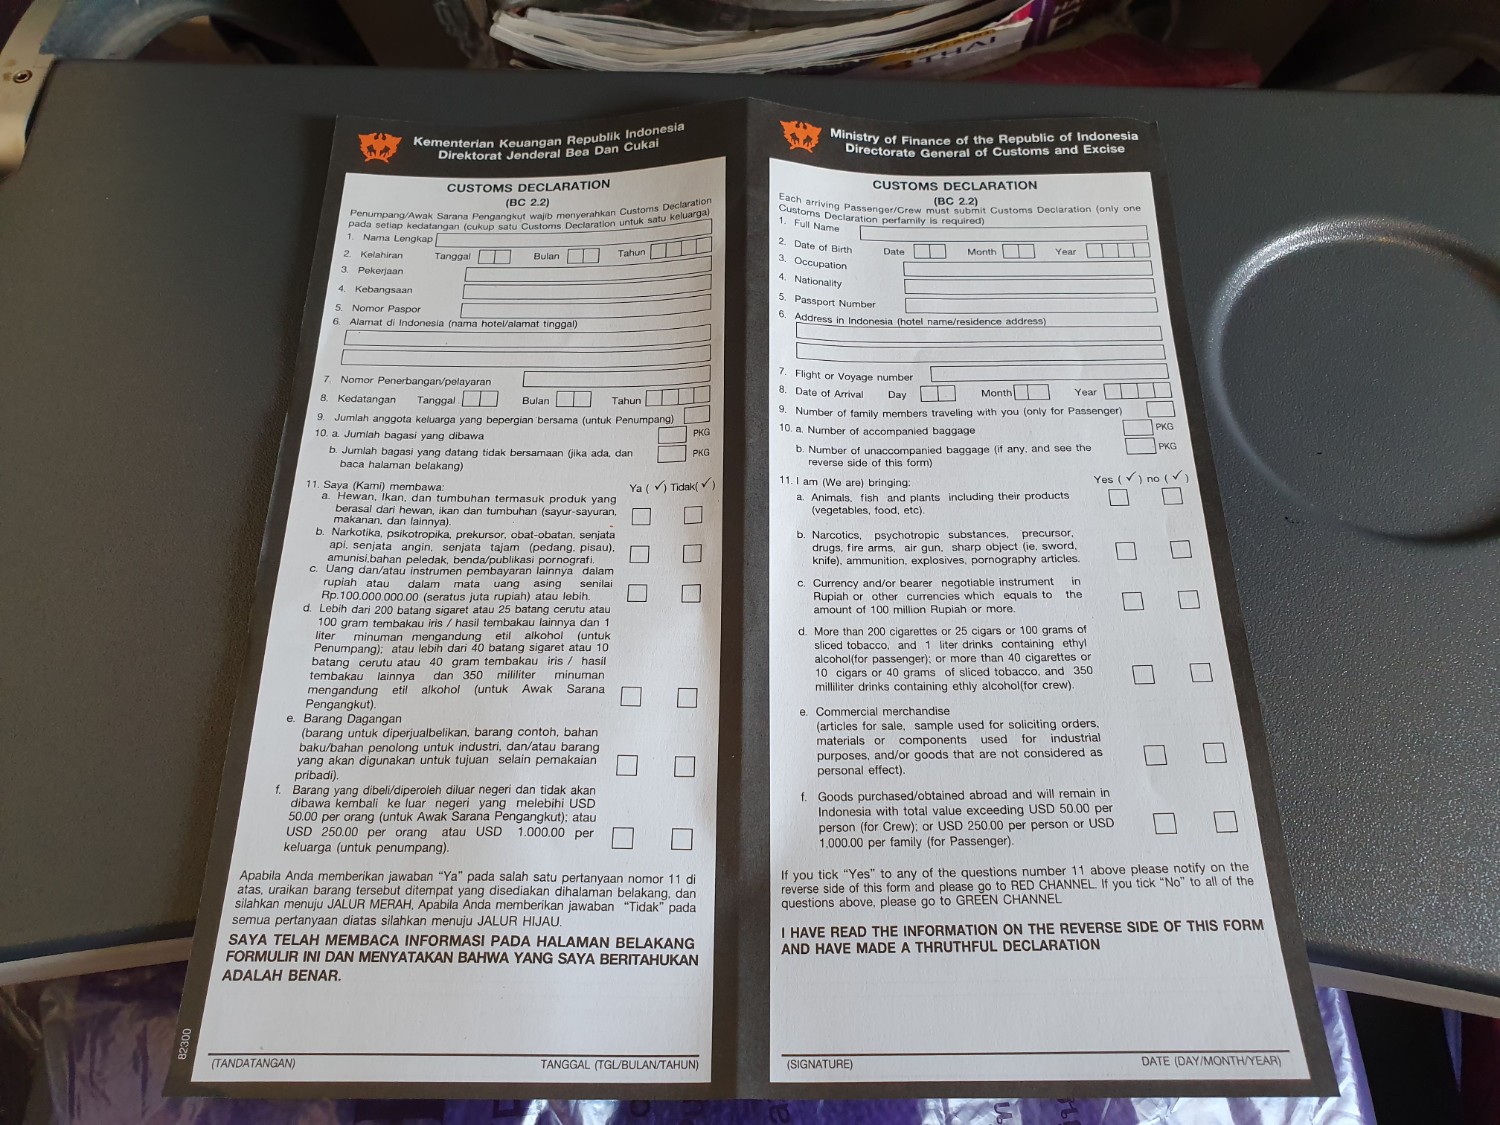 THAI
Kementerian Keuangan Republik Indonesia
Direktorat Jenderal Bea Dan Cukai
CUSTOMS DECLARATION
(BC 2.2)
Penumpang/Awak Sarana Pengangkut wajib menyerahkan Customs Declaration
pada setiap kedatangan (cukup satu Customs Declaration untuk satu keluarga)
1. Nama Lengkap
2. Kelahiran Tanggal Bulan Tahun
3. Pekerjaan
4. Kebangsaan
5. Nomor Paspor
6. Alamat di Indonesia (nama hotel/alamat tinggal)
7. Nomor Penerbangan/pelayaran
8. Kedatangan Tanggal Bulan Tahun
9. Jumlah anggota keluarga yang bepergian bersama (untuk Penumpang)
10. a. Jumlah bagasi yang dibawa PKG
b. Jumlah bagasi yang datang tidak bersamaan (jika ada, dan PKG
baca halaman belakang)
11. Saya (Kami) membawa: Ya ( ✓ ) Tidak( ✓ )
a. Hewan, Ikan, dan tumbuhan termasuk produk yang
berasal dari hewan, ikan dan tumbuhan (sayur-sayuran,
makanan, dan lainnya).
b. Narkotika, psikotropika, prekursor, obat-obatan, senjata
api, senjata angin, senjata tajam (pedang, pisau),
amunisi,bahan peledak, benda/publikasi pornografi.
c. Uang dan/atau instrumen pembayaran lainnya dalam
rupiah atau dalam mata uang asing senilai
Rp.100.000.000.00 (seratus juta rupiah) atau lebih.
d. Lebih dari 200 batang sigaret atau 25 batang cerutu atau
100 gram tembakau iris / hasil tembakau lainnya dan 1
liter minuman mengandung etil alkohol (untuk
Penumpang); atau lebih dari 40 batang sigaret atau 10
batang cerutu atau 40 gram tembakau iris / hasil
tembakau lainnya dan 350 mililiter minuman
mengandung etil alkohol (untuk Awak Sarana
Pengangkut).
e. Barang Dagangan
(barang untuk diperjualbelikan, barang contoh, bahan
baku/bahan penolong untuk industri, dan/atau barang
yang akan digunakan untuk tujuan selain pemakaian
pribadi).
f. Barang yang dibeli/diperoleh diluar negeri dan tidak akan
dibawa kembali ke luar negeri yang melebihi USD
50.00 per orang (untuk Awak Sarana Pengangkut); atau
USD 250.00 per orang atau USD 1.000.00 per
keluarga (untuk penumpang).
Apabila Anda memberikan jawaban "Ya" pada salah satu pertanyaan nomor 11 di
atas, uraikan barang tersebut ditempat yang disediakan dihalaman belakang, dan
silahkan menuju JALUR MERAH, Apabila Anda memberikan jawaban "Tidak" pada
semua pertanyaan diatas silahkan menuju JALUR HIJAU.
SAYA TELAH MEMBACA INFORMASI PADA HALAMAN BELAKANG
FORMULIR INI DAN MENYATAKAN BAHWA YANG SAYA BERITAHUKAN
ADALAH BENAR.
82300
(TANDATANGAN) TANGGAL (TGL/BULAN/TAHUN)
Ministry of Finance of the Republic of Indonesia
Directorate General of Customs and Excise
CUSTOMS DECLARATION
(BC 2.2)
Each arriving Passenger/Crew must submit Customs Declaration (only one
Customs Declaration perfamily is required)
1. Full Name
2. Date of Birth Date Month Year
3. Occupation
4. Nationality
5. Passport Number
6. Address in Indonesia (hotel name/residence address)
7. Flight or Voyage number
8. Date of Arrival Day Month Year
9. Number of family members traveling with you (only for Passenger)
10. a. Number of accompanied baggage PKG
b. Number of unaccompanied baggage (if any, and see the PKG
reverse side of this form)
11. I am (We are) bringing: Yes ( ✓ ) no ( ✓ )
a. Animals, fish and plants including their products
(vegetables, food, etc).
b. Narcotics, psychotropic substances, precursor,
drugs, fire arms, air gun, sharp object (ie, sword,
knife), ammunition, explosives, pornography articles.
c. Currency and/or bearer negotiable instrument in
Rupiah or other currencies which equals to the
amount of 100 million Rupiah or more.
d. More than 200 cigarettes or 25 cigars or 100 grams of
sliced tobacco, and 1 liter drinks containing ethyl
alcohol(for passenger); or more than 40 cigarettes or
10 cigars or 40 grams of sliced tobacco, and 350
milliliter drinks containing ethly alcohol(for crew).
e. Commercial merchandise
(articles for sale, sample used for soliciting orders,
materials or components used for industrial
purposes, and/or goods that are not considered as
personal effect).
f. Goods purchased/obtained abroad and will remain in
Indonesia with total value exceeding USD 50.00 per
person (for Crew); or USD 250.00 per person or USD
1,000.00 per family (for Passenger).
If you tick "Yes" to any of the questions number 11 above please notify on the
reverse side of this form and please go to RED CHANNEL. If you tick "No" to all of the
questions above, please go to GREEN CHANNEL
I HAVE READ THE INFORMATION ON THE REVERSE SIDE OF THIS FORM
AND HAVE MADE A THRUTHFUL DECLARATION
(SIGNATURE) DATE (DAY/MONTH/YEAR)